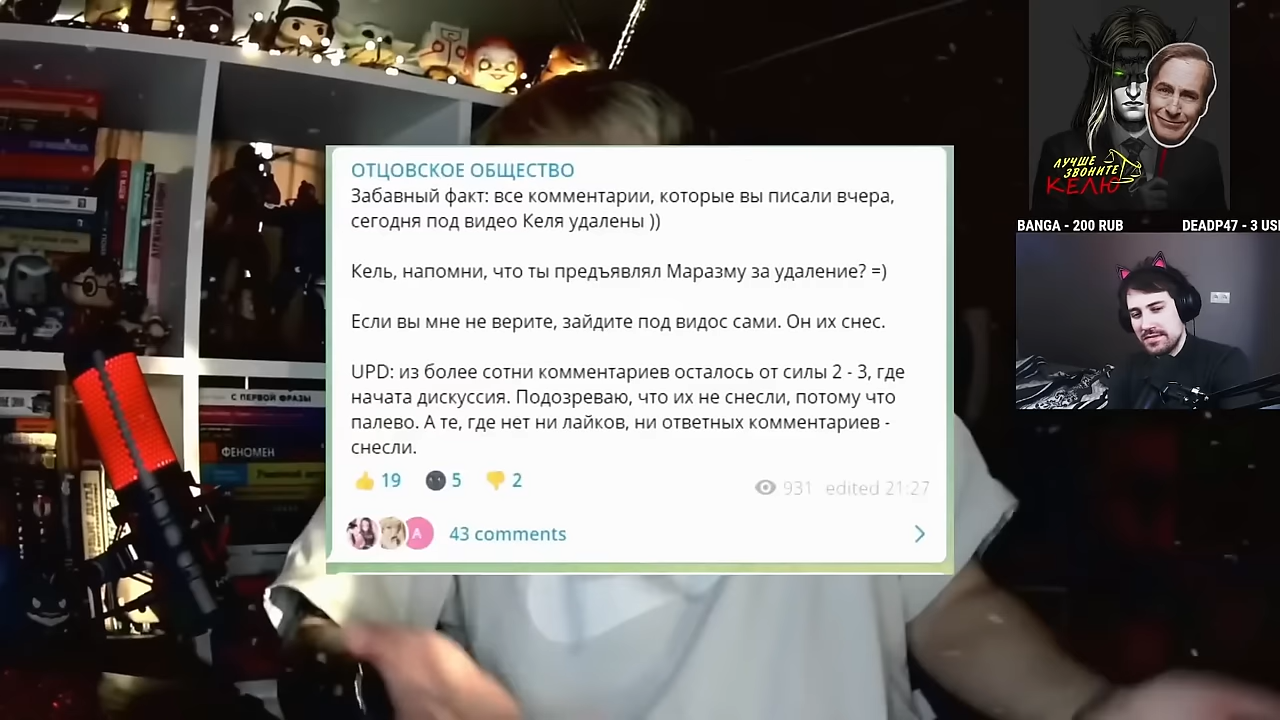 ОТЦОВСКОЕ ОБЩЕСТВО
Забавный факт: все комментарии, которые вы писали вчера,
сегодня под видео Келя удалены ))
Кель, напомни, что ты предъявлял Маразму за удаление? =)
Если вы мне не верите, зайдите под видос сами. Он их снес.
UPD: из более сотни комментариев осталось от силы 2 - 3, где
начата дискуссия. Подозреваю, что их не снесли, потому что
палево. А те, где нет ни лайков, ни ответных комментариев -
снесли.
19 5 2
931 edited 21:27
A
43 comments
ЛУЧШЕ
ЗВОНИТЕ
КЕЛЮ
BANGA - 200 RUB DEADP47 - 3 US
С ПЕРВОЙ ФРАЗЫ
ФЕНОМЕН